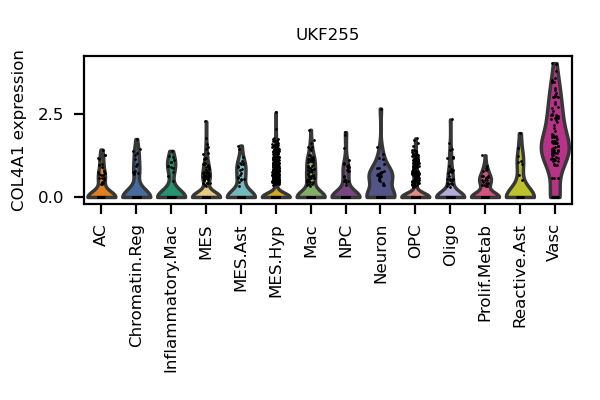 UKF255
COL4A1 expression
2.5
0.0
AC
Chromatin.Reg
Inflammatory.Mac
MES
MES.Ast
MES.Hyp
Mac
NPC
Neuron
OPC
Oligo
Prolif.Metab
Reactive.Ast
Vasc